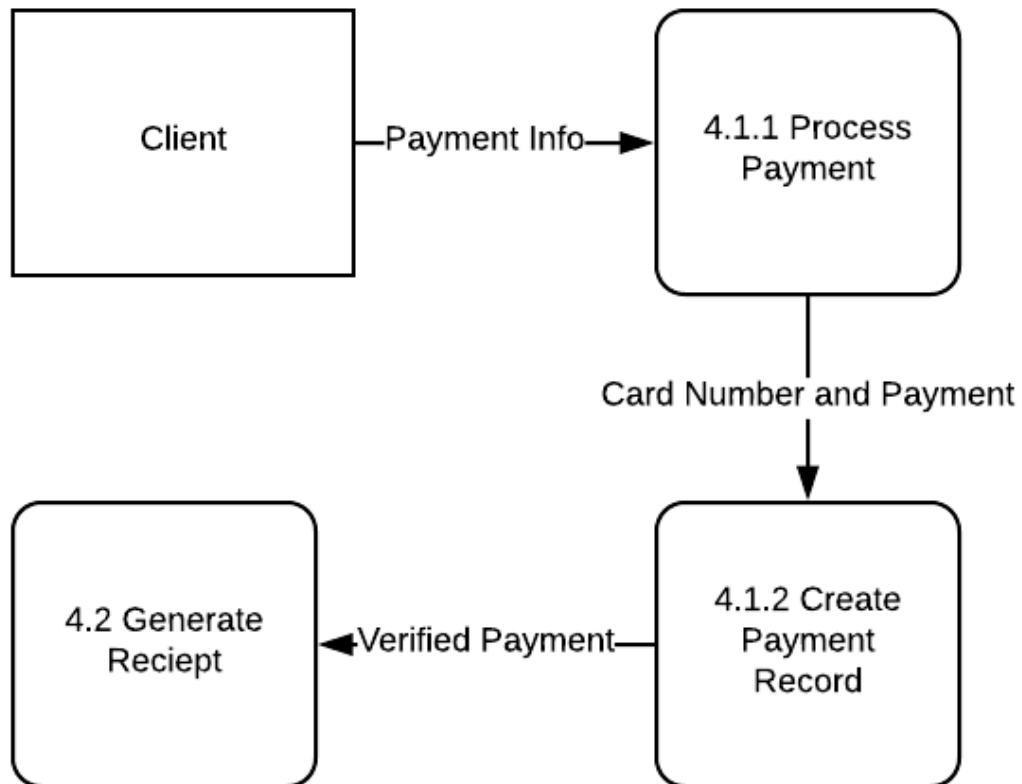 Client
Payment Info
4.1.1 Process
Payment
Card Number and Payment
4.2 Generate
Reciept
Verified Payment
4.1.2 Create
Payment
Record